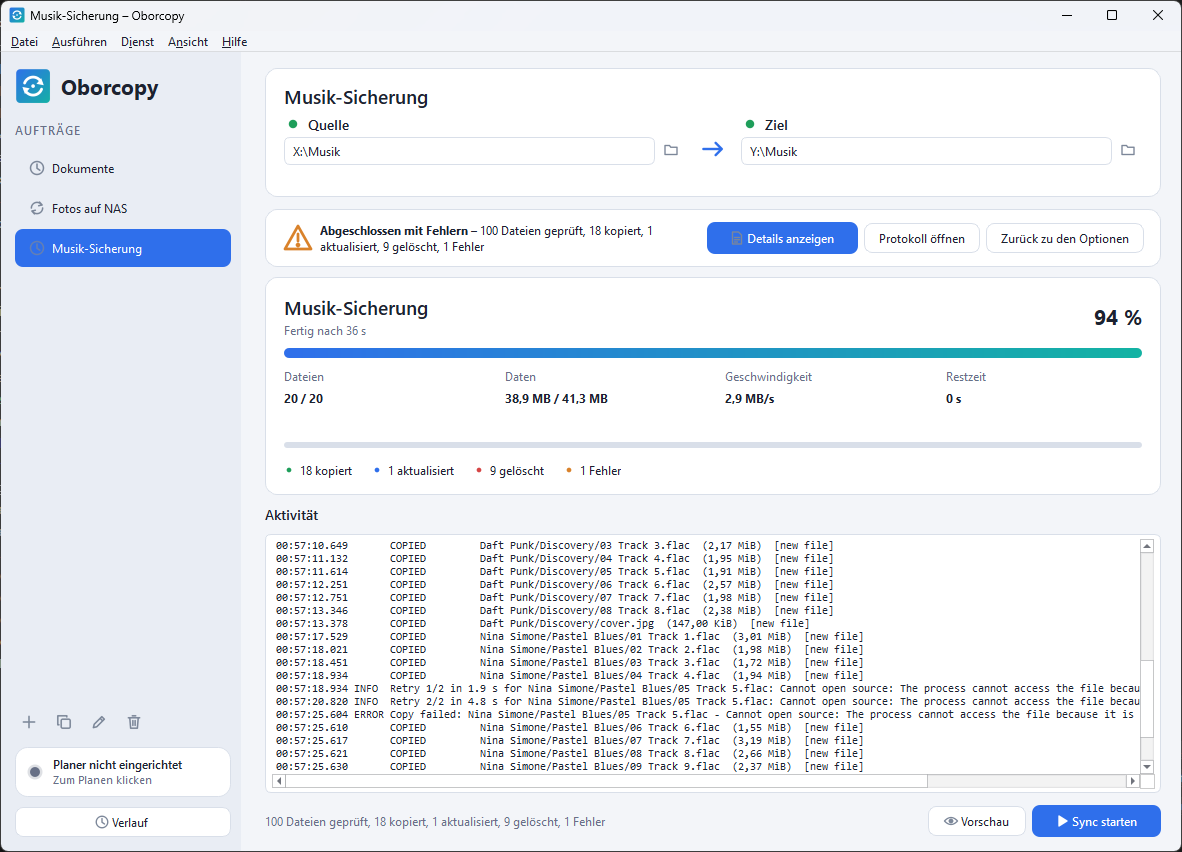 Musik-Sicherung – Oborcopy
Datei Ausführen Dienst Ansicht Hilfe
Oborcopy
AUFTRÄGE
Dokumente
Fotos auf NAS
Musik-Sicherung
Planer nicht eingerichtet
Zum Planen klicken
Verlauf
Musik-Sicherung
Quelle
Ziel
X:\Musik
Y:\Musik
Abgeschlossen mit Fehlern – 100 Dateien geprüft, 18 kopiert, 1
aktualisiert, 9 gelöscht, 1 Fehler
Details anzeigen
Protokoll öffnen
Zurück zu den Optionen
Musik-Sicherung
Fertig nach 36 s
94 %
Dateien Daten Geschwindigkeit Restzeit
20 / 20 38,9 MB / 41,3 MB 2,9 MB/s 0 s
18 kopiert 1 aktualisiert 9 gelöscht 1 Fehler
Aktivität
00:57:10.649 COPIED Daft Punk/Discovery/03 Track 3.flac (2,17 MiB) [new file]
00:57:11.132 COPIED Daft Punk/Discovery/04 Track 4.flac (1,95 MiB) [new file]
00:57:11.614 COPIED Daft Punk/Discovery/05 Track 5.flac (1,91 MiB) [new file]
00:57:12.251 COPIED Daft Punk/Discovery/06 Track 6.flac (2,57 MiB) [new file]
00:57:12.751 COPIED Daft Punk/Discovery/07 Track 7.flac (1,98 MiB) [new file]
00:57:13.346 COPIED Daft Punk/Discovery/08 Track 8.flac (2,38 MiB) [new file]
00:57:13.378 COPIED Daft Punk/Discovery/cover.jpg (147,00 KiB) [new file]
00:57:17.529 COPIED Nina Simone/Pastel Blues/01 Track 1.flac (3,01 MiB) [new file]
00:57:18.021 COPIED Nina Simone/Pastel Blues/02 Track 2.flac (1,98 MiB) [new file]
00:57:18.451 COPIED Nina Simone/Pastel Blues/03 Track 3.flac (1,72 MiB) [new file]
00:57:18.934 COPIED Nina Simone/Pastel Blues/04 Track 4.flac (1,94 MiB) [new file]
00:57:18.934 INFO Retry 1/2 in 1.9 s for Nina Simone/Pastel Blues/05 Track 5.flac: Cannot open source: The process cannot access the file becau
00:57:20.820 INFO Retry 2/2 in 4.8 s for Nina Simone/Pastel Blues/05 Track 5.flac: Cannot open source: The process cannot access the file becau
00:57:25.604 ERROR Copy failed: Nina Simone/Pastel Blues/05 Track 5.flac - Cannot open source: The process cannot access the file because it is
00:57:25.610 COPIED Nina Simone/Pastel Blues/06 Track 6.flac (1,55 MiB) [new file]
00:57:25.617 COPIED Nina Simone/Pastel Blues/07 Track 7.flac (3,19 MiB) [new file]
00:57:25.621 COPIED Nina Simone/Pastel Blues/08 Track 8.flac (2,66 MiB) [new file]
00:57:25.630 COPIED Nina Simone/Pastel Blues/09 Track 9.flac (2,37 MiB) [new file]
100 Dateien geprüft, 18 kopiert, 1 aktualisiert, 9 gelöscht, 1 Fehler
Vorschau
Sync starten